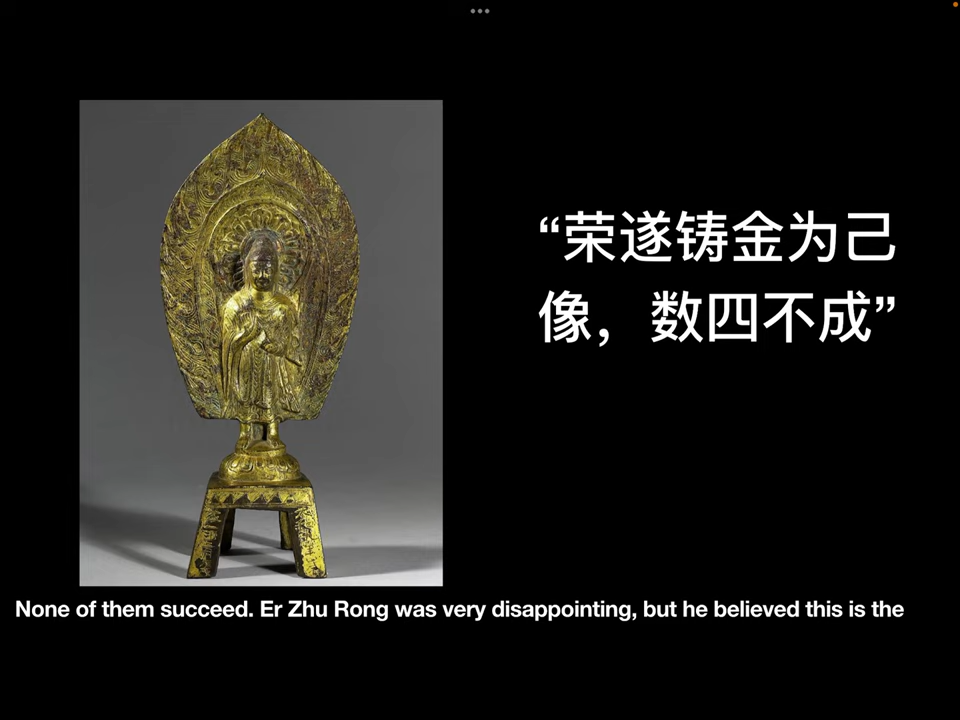 “荣遂铸金为己
像，数四不成”
None of them succeed. Er Zhu Rong was very disappointing, but he believed this is the